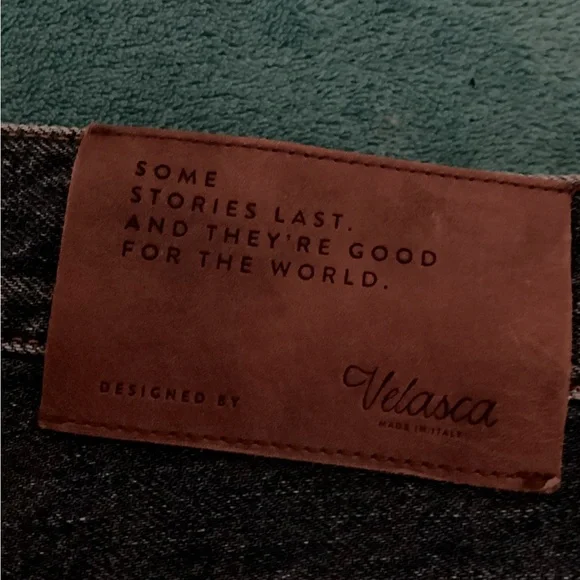 SOME
STORIES LAST.
AND THEY'RE GOOD
FOR THE WORLD.
DESIGNED BY
Velasca
MADE IN ITALY